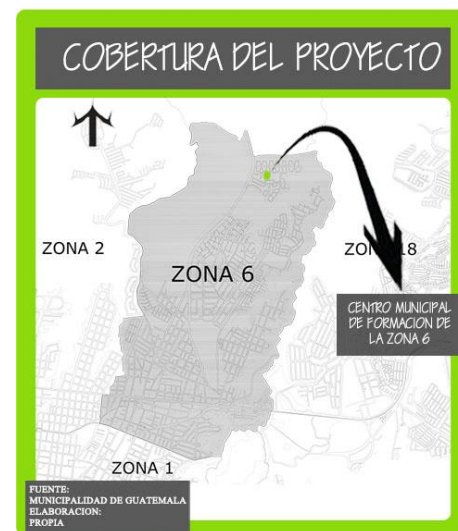 COBERTURA DEL PROYECTO
ZONA 2
ZONA 18
ZONA 6
CENTRO MUNICIPAL
DE FORMACION DE
LA ZONA 6
ZONA 1
FUENTE:
MUNICIPALIDAD DE GUATEMALA
ELABORACION:
PROPIA